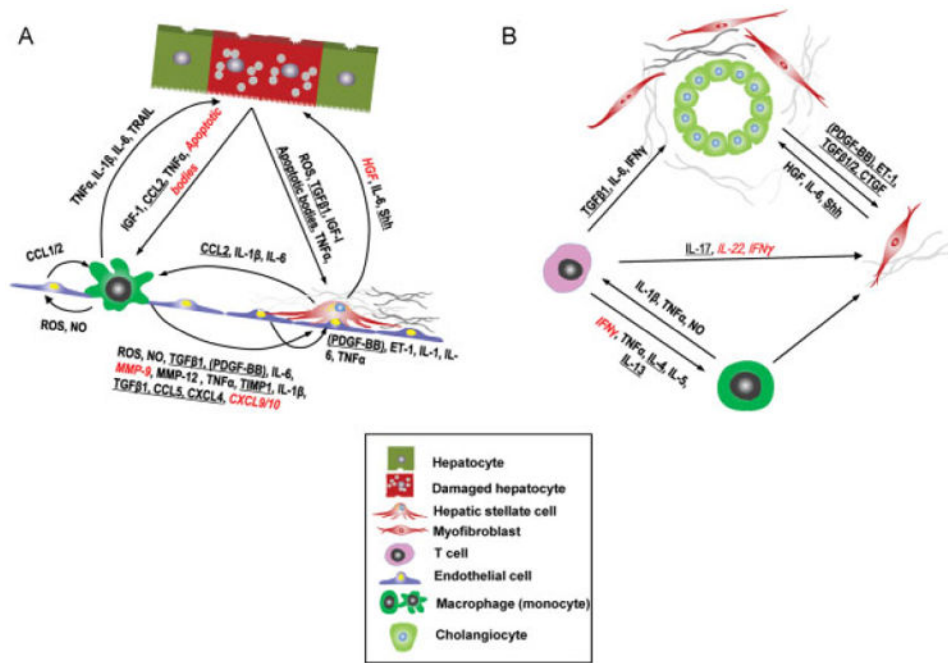 A
TNFα, IL-1β, IL-6, TRAIL
IGF-1, CCL2, TNFα, Apoptotic
bodies
ROS, TGFβ1, IGF-I
Apoptotic bodies, TNFα,
HGF, IL-6, Shh
CCL1/2
CCL2, IL-1β, IL-6
ROS, NO
ROS, NO, TGFβ1, (PDGF-BB), IL-6,
MMP-9, MMP-12 , TNFα, TIMP1, IL-1β,
TGFβ1, CCL5, CXCL4, CXCL9/10
(PDGF-BB), ET-1, IL-1, IL-
6, TNFα
B
TGFβ1, IL-6, IFNγ
(PDGF-BB), ET-1,
TGFβ1/2, CTGF
HGF, IL-6, Shh
IL-17, IL-22, IFNγ
IL-1β, TNFα, NO
IFNγ, TNFα, IL-4, IL-5,
IL-13
Hepatocyte
Damaged hepatocyte
Hepatic stellate cell
Myofibroblast
T cell
Endothelial cell
Macrophage (monocyte)
Cholangiocyte